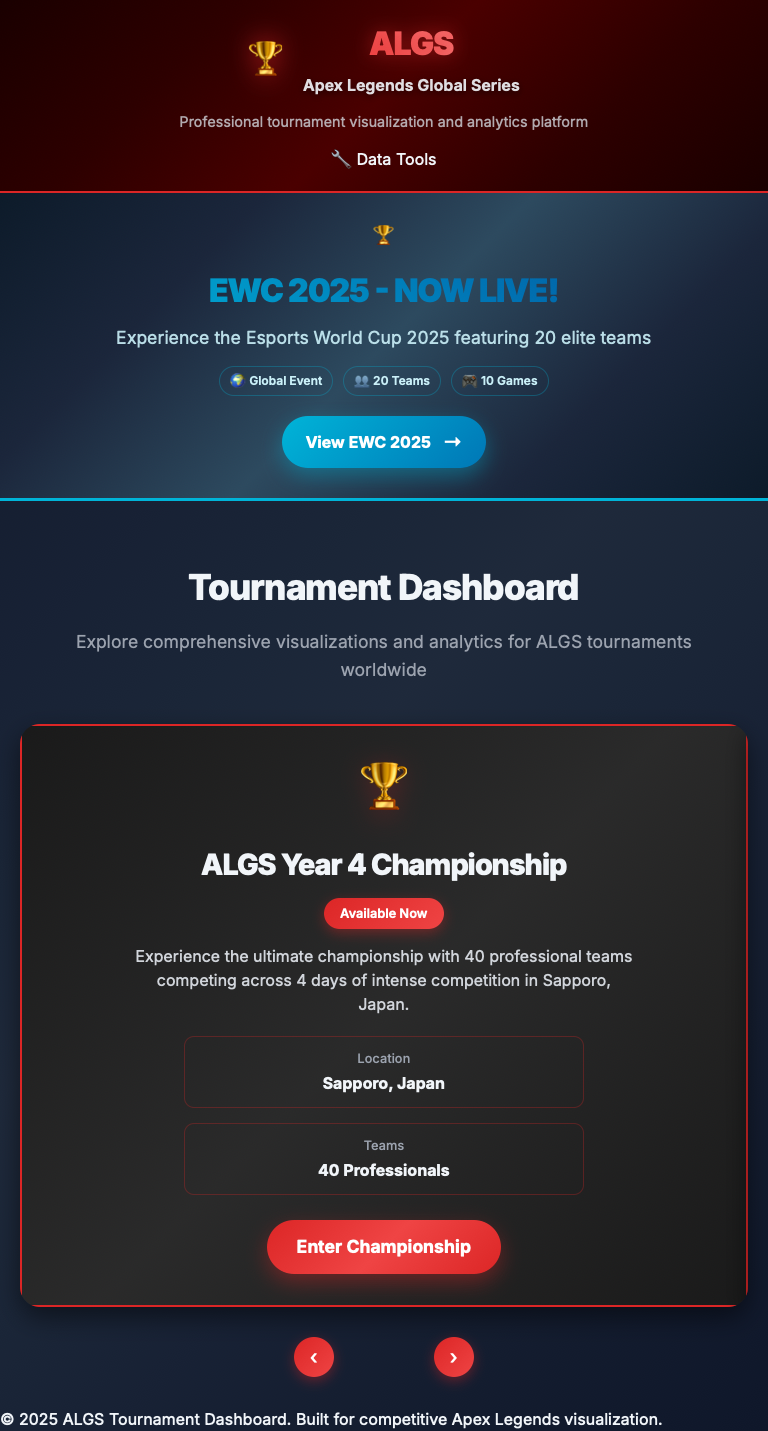 ALGS
Apex Legends Global Series
Professional tournament visualization and analytics platform
Data Tools
EWC 2025 - NOW LIVE!
Experience the Esports World Cup 2025 featuring 20 elite teams
Global Event
20 Teams
10 Games
View EWC 2025 →
Tournament Dashboard
Explore comprehensive visualizations and analytics for ALGS tournaments
worldwide
ALGS Year 4 Championship
Available Now
Experience the ultimate championship with 40 professional teams
competing across 4 days of intense competition in Sapporo,
Japan.
Location
Sapporo, Japan
Teams
40 Professionals
Enter Championship
‹ ›
© 2025 ALGS Tournament Dashboard. Built for competitive Apex Legends visualization.